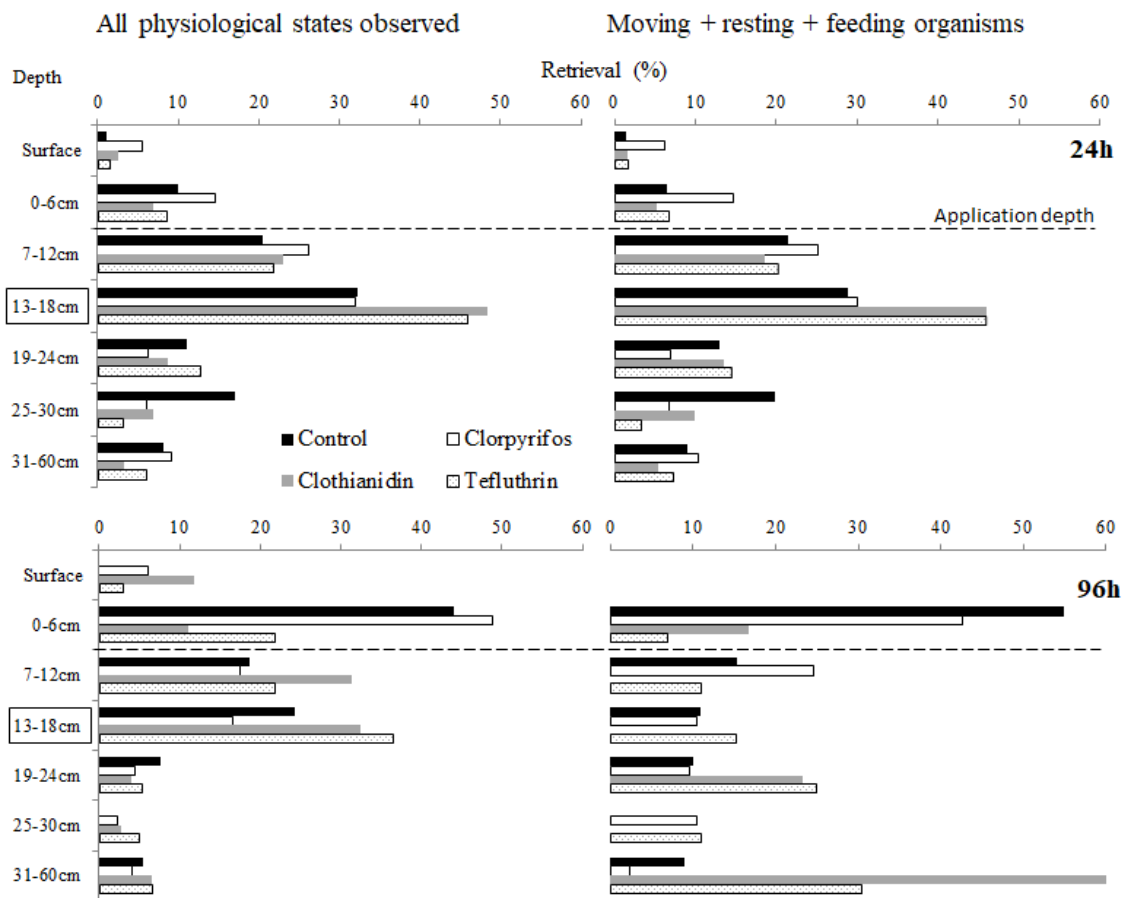 All physiological states observed
Moving + resting + feeding organisms
Depth
Retrieval (%)
0 10 20 30 40 50 60
0 10 20 30 40 50 60
Surface
24h
0-6cm
Application depth
7-12cm
13-18cm
19-24cm
25-30cm
Control
Clorpyrifos
31-60cm
Clothianidin
Tefluthrin
0 10 20 30 40 50 60
0 10 20 30 40 50 60
Surface
96h
0-6cm
7-12cm
13-18cm
19-24cm
25-30cm
31-60cm